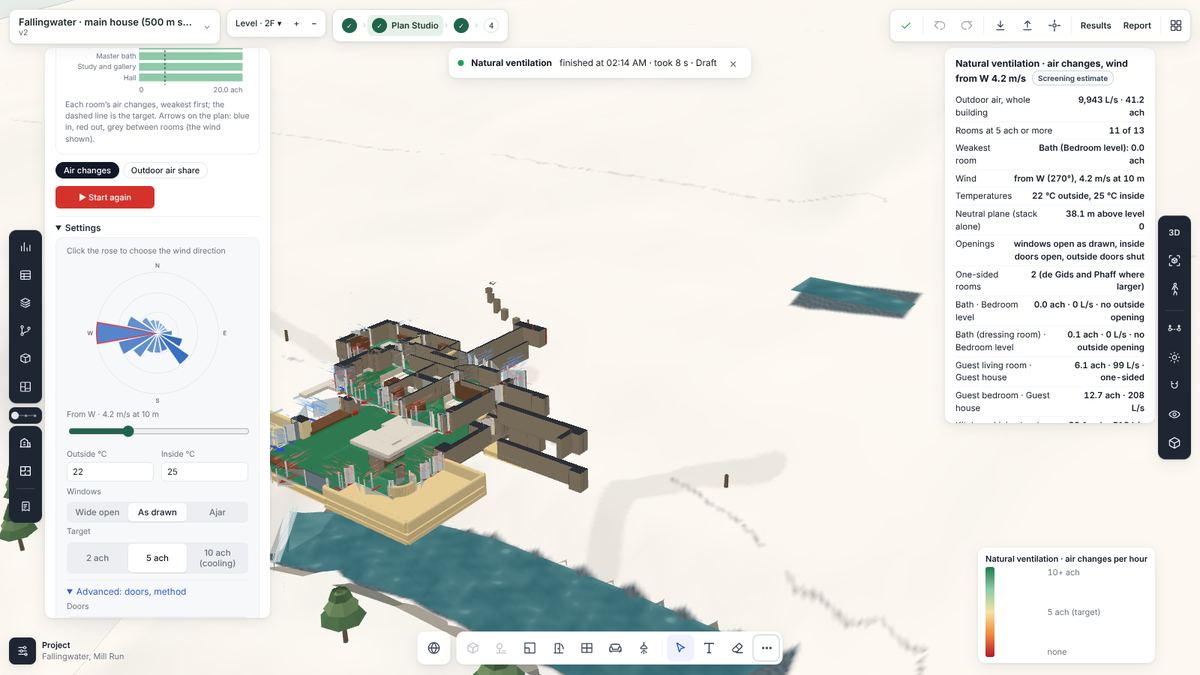 Fallingwater · main house (500 m s...
v2
Level · 2F ▾ + −
Plan Studio
4
Results
Report
Natural ventilation finished at 02:14 AM · took 8 s · Draft ×
Master bath
Study and gallery
Hall
0 20.0 ach
Each room's air changes, weakest first; the
dashed line is the target. Arrows on the plan: blue
in, red out, grey between rooms (the wind
shown).
Air changes
Outdoor air share
▶ Start again
▼ Settings
Click the rose to choose the wind direction
N
W
E
S
From W · 4.2 m/s at 10 m
Outside °C Inside °C
22 25
Windows
Wide open As drawn Ajar
Target
2 ach 5 ach 10 ach
(cooling)
▼ Advanced: doors, method
Doors
Natural ventilation · air changes, wind
from W 4.2 m/s Screening estimate
Outdoor air, whole 9,943 L/s · 41.2
building ach
Rooms at 5 ach or more 11 of 13
Weakest Bath (Bedroom level): 0.0
room ach
Wind from W (270°), 4.2 m/s at 10 m
Temperatures 22 °C outside, 25 °C inside
Neutral plane (stack 38.1 m above level
alone) 0
Openings windows open as drawn, inside
doors open, outside doors shut
One-sided 2 (de Gids and Phaff where
rooms larger)
Bath · Bedroom 0.0 ach · 0 L/s · no outside
level opening
Bath (dressing room) · 0.1 ach · 0 L/s · no
Bedroom level outside opening
Guest living room · 6.1 ach · 99 L/s ·
Guest house one-sided
Guest bedroom · Guest 12.7 ach · 208
house L/s
3D
Natural ventilation · air changes per hour
10+ ach
5 ach (target)
none
Project
Fallingwater, Mill Run